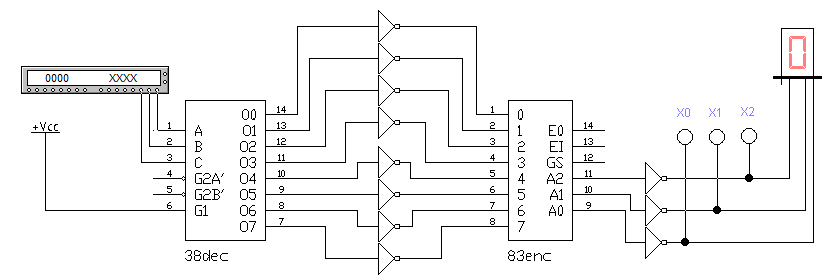 0
0000 XXXX
X0 X1 X2
+Vcc
O0 14 1 0
1 A O1 13 2 1 EO 14
2 B O2 12 3 2 EI 13
3 C O3 11 4 3 GS 12
4 G2A' O4 10 5 4 A2 11
5 G2B' O5 9 6 5 A1 10
6 G1 O6 8 7 6 A0 9
O7 7 8 7
38dec 83enc